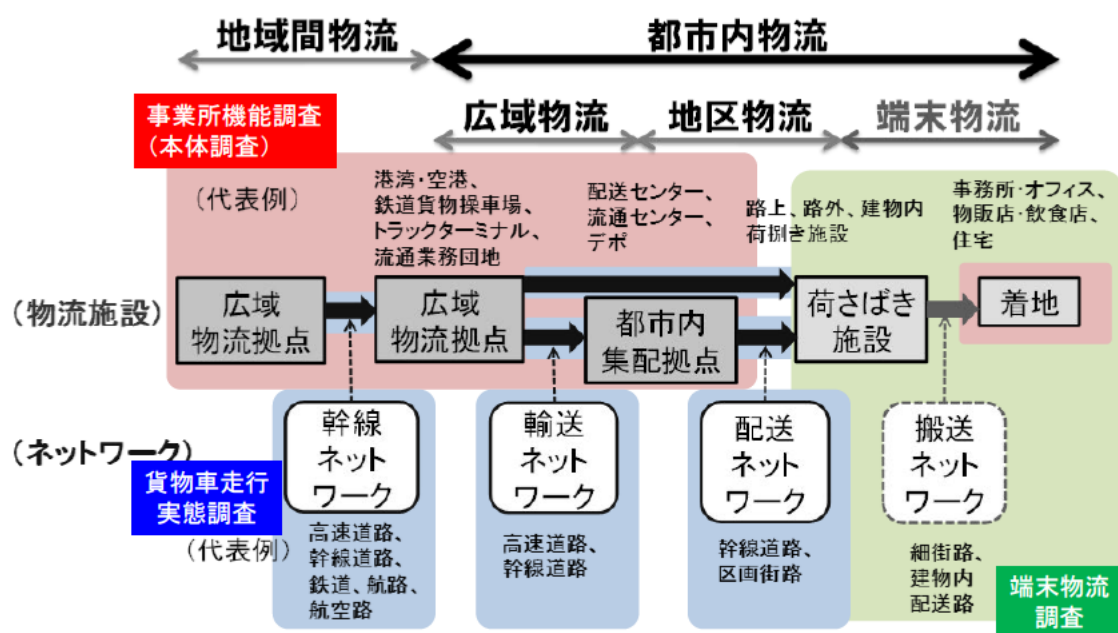 地域間物流
都市内物流
事業所機能調査
（本体調査）
広域物流
地区物流
端末物流
（代表例）
港湾・空港、
鉄道貨物操車場、
トラックターミナル、
流通業務団地
配送センター、
流通センター、
デポ
路上、路外、建物内
荷捌き施設
事務所・オフィス、
物販店・飲食店、
住宅
（物流施設）
広域
物流拠点
広域
物流拠点
都市内
集配拠点
荷さばき
施設
着地
（ネットワーク）
幹線
ネット
ワーク
輸送
ネット
ワーク
配送
ネット
ワーク
搬送
ネット
ワーク
貨物車走行
実態調査
（代表例）
高速道路、
幹線道路、
鉄道、航路、
航空路
高速道路、
幹線道路
幹線道路、
区画街路
細街路、
建物内
配送路
端末物流
調査